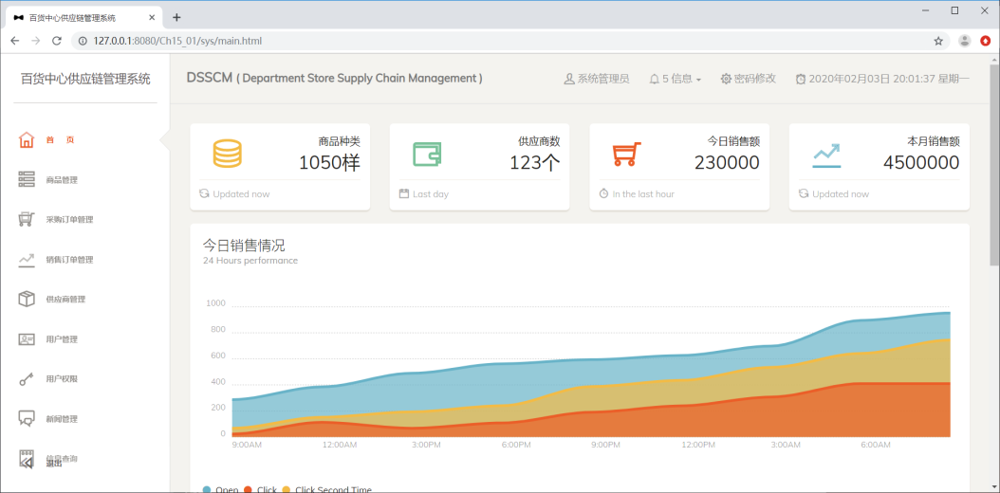 百货中心供应链管理系统
127.0.0.1:8080/Ch15_01/sys/main.html
百货中心供应链管理系统
DSSCM ( Department Store Supply Chain Management )
系统管理员
5 信息
密码修改
2020年02月03日 20:01:37 星期一
首 页
商品管理
采购订单管理
销售订单管理
供应商管理
用户管理
用户权限
新闻管理
信息查询
退出
商品种类
1050样
Updated now
供应商数
123个
Last day
今日销售额
230000
In the last hour
本月销售额
4500000
Updated now
今日销售情况
24 Hours performance
1000
800
600
400
200
0
9:00AM 12:00AM 3:00PM 6:00PM 9:00PM 12:00PM 3:00AM 6:00AM
Open Click Click Second Time